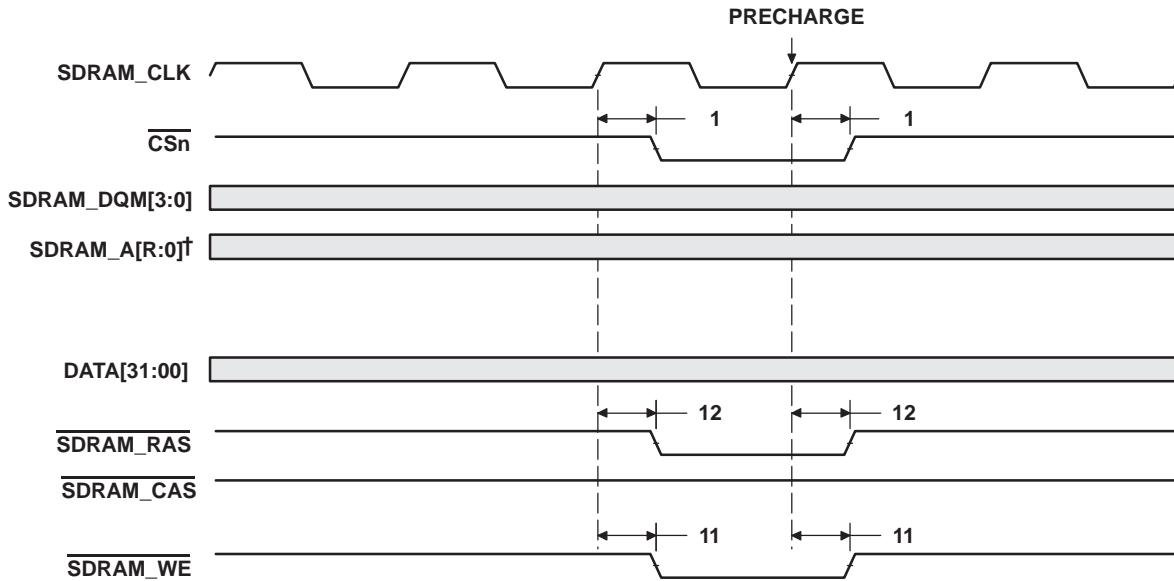 PRECHARGE
SDRAM_CLK
1 1
CSn
SDRAM_DQM[3:0]
SDRAM_A[R:0]†
DATA[31:00]
12 12
SDRAM_RAS
SDRAM_CAS
11 11
SDRAM_WE